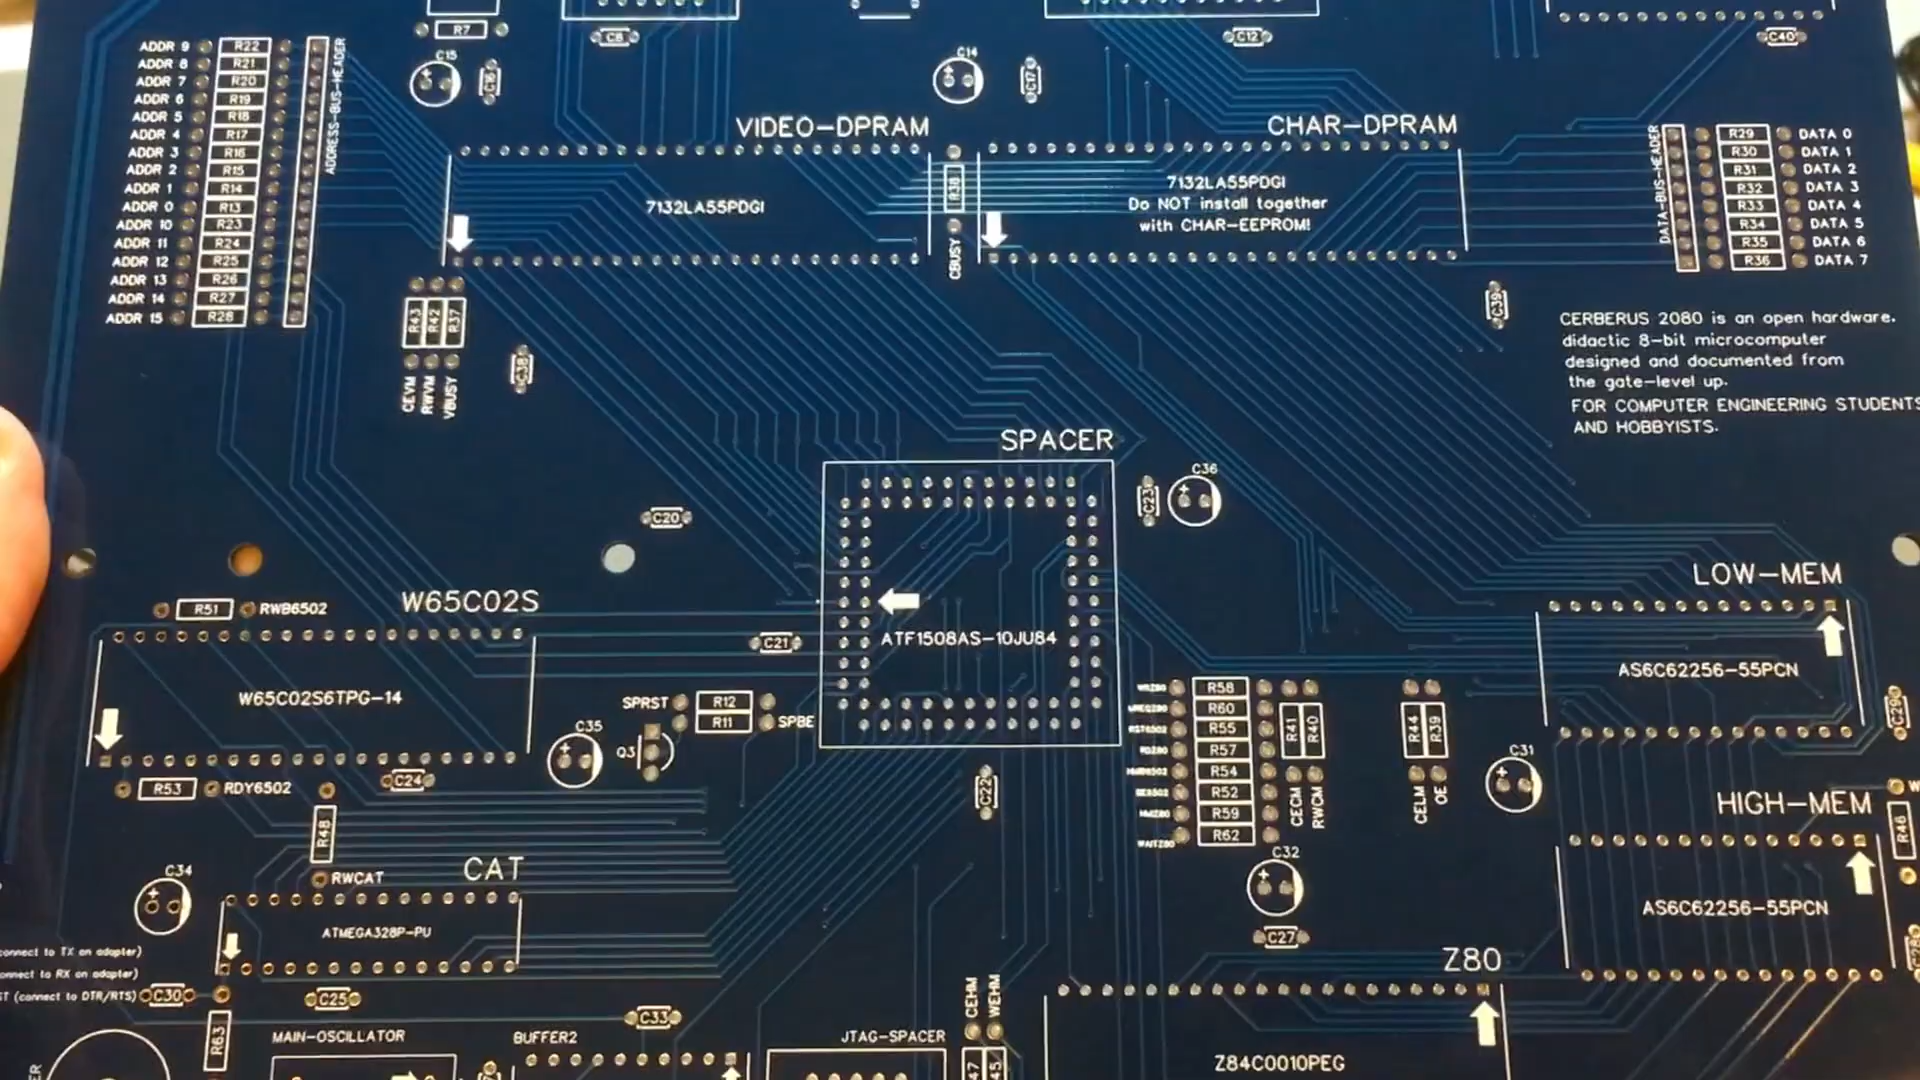 R7
C8
C12
C40
ADDR 9
R22
ADDR 8
R21
ADDR 7
R20
ADDR 6
R19
ADDR 5
R18
ADDR 4
R17
ADDR 3
R16
ADDR 2
R15
ADDR 1
R14
ADDR 0
R13
ADDR 10
R23
ADDR 11
R24
ADDR 12
R25
ADDR 13
R26
ADDR 14
R27
ADDR 15
R28
ADDRESS-BUS-HEADER
C15
C16
C14
C17
VIDEO-DPRAM
7132LA55PDGI
R38
CBUSY
CHAR-DPRAM
7132LA55PDGI
Do NOT install together
with CHAR-EEPROM!
DATA-BUS-HEADER
R29
DATA 0
R30
DATA 1
R31
DATA 2
R32
DATA 3
R33
DATA 4
R34
DATA 5
R35
DATA 6
R36
DATA 7
R43
R42
R37
CEVM
RWVM
VBUSY
C38
C39
CERBERUS 2080 is an open hardware.
didactic 8-bit microcomputer
designed and documented from
the gate-level up.
FOR COMPUTER ENGINEERING STUDENTS
AND HOBBYISTS.
SPACER
ATF1508AS-10JU84
C23
C36
C20
R51
RWB6502
W65C02S
W65C02S6TPG-14
C21
SPRST
R12
R11
SPBE
Q3
C35
R53
RDY6502
C24
R48
RWCAT
C22
R58
R60
R55
R57
R54
R52
R59
WAITZ80
R62
R41
R40
CECM
RWCM
R44
R39
CELM
OE
C31
LOW-MEM
AS6C62256-55PCN
C29
HIGH-MEM
AS6C62256-55PCN
R46
C28
C32
C27
C34
CAT
ATMEGA328P-PU
connect to TX on adapter)
onnect to RX on adapter)
ST (connect to DTR/RTS)
C30
C25
R63
C33
MAIN-OSCILLATOR
BUFFER2
JTAG-SPACER
CEHM
WEHM
47
45
Z80
Z84C0010PEG